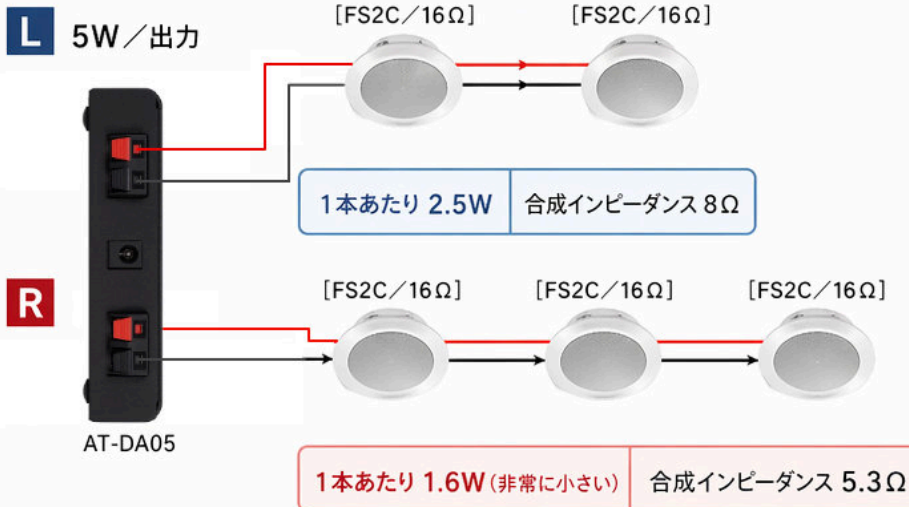 L 5W／出力
[FS2C／16Ω] [FS2C／16Ω]
1本あたり 2.5W 合成インピーダンス 8Ω
R
[FS2C／16Ω] [FS2C／16Ω] [FS2C／16Ω]
AT-DA05
1本あたり 1.6W(非常に小さい) 合成インピーダンス 5.3Ω